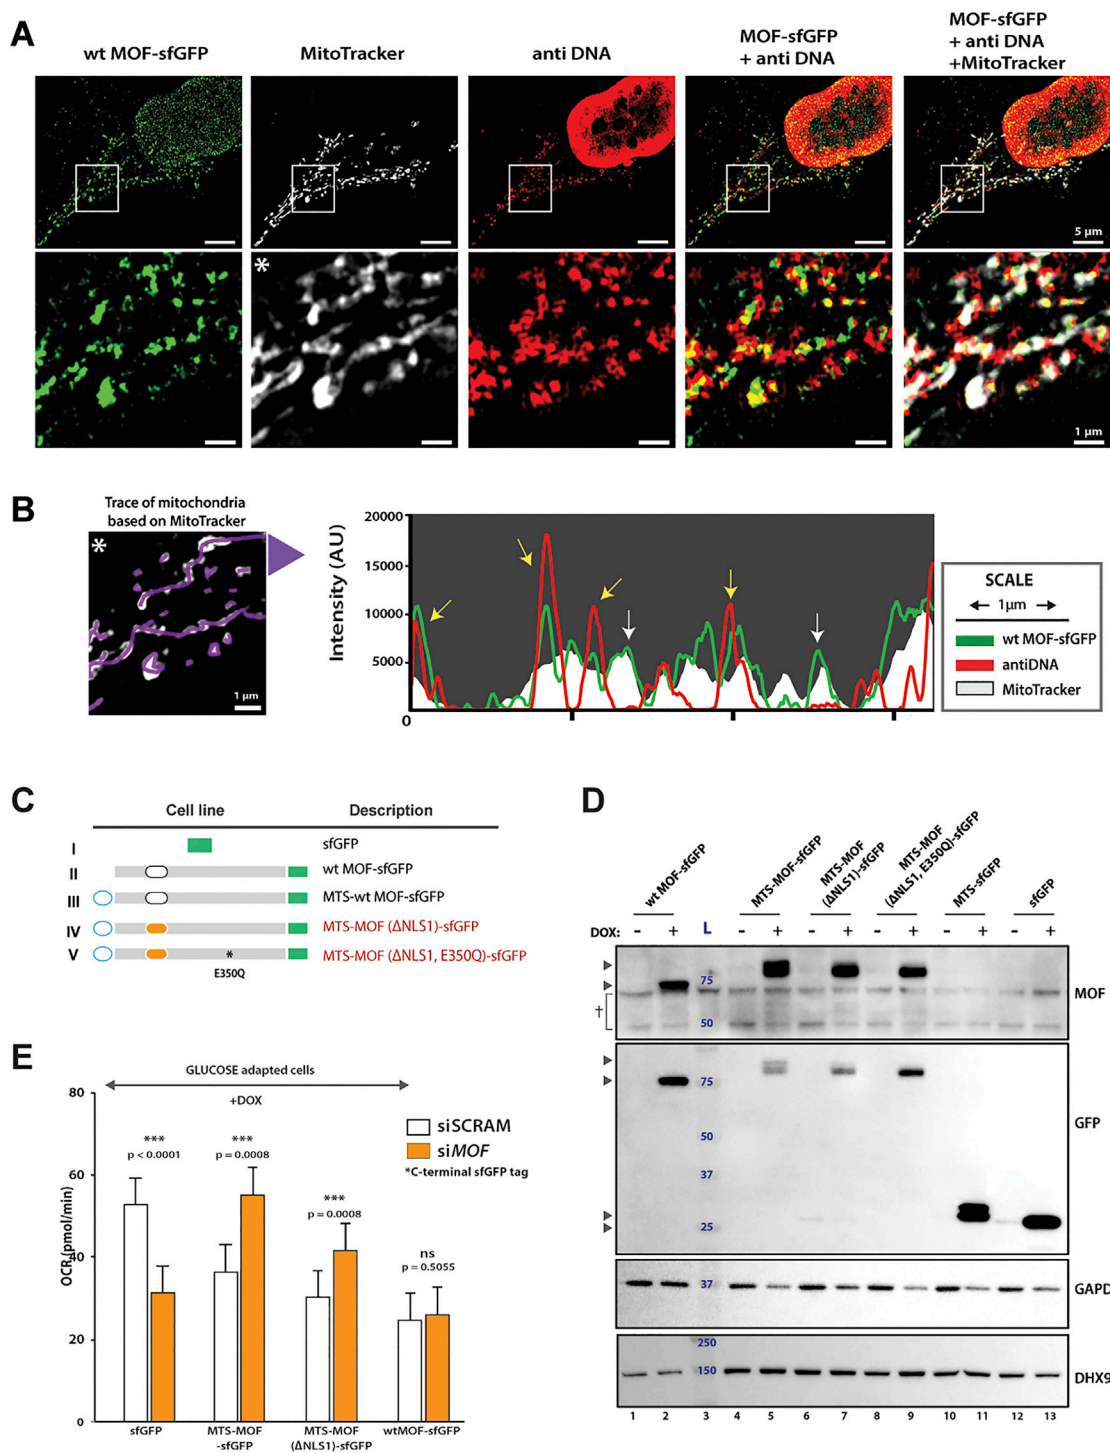 A
wt MOF-sfGFP
MitoTracker
anti DNA
MOF-sfGFP
+ anti DNA
MOF-sfGFP
+ anti DNA
+MitoTracker
5 µm
*
1 µm
B
Trace of mitochondria
based on MitoTracker
*
1 µm
Intensity (AU)
20000
15000
10000
5000
0
SCALE
1µm
wt MOF-sfGFP
antiDNA
MitoTracker
C
Cell line
Description
I
sfGFP
II
wt MOF-sfGFP
III
MTS-wt MOF-sfGFP
IV
MTS-MOF (ΔNLS1)-sfGFP
V
*
MTS-MOF (ΔNLS1, E350Q)-sfGFP
E350Q
D
wt MOF-sfGFP
MTS-MOF-sfGFP
MTS-MOF
(ΔNLS1)-sfGFP
MTS-MOF
(ΔNLS1, E350Q)-sfGFP
MTS-sfGFP
sfGFP
DOX: - + L - + - + - + - + - +
75
MOF
†
50
75
GFP
50
37
25
37
GAPD
250
150
DHX9
1 2 3 4 5 6 7 8 9 10 11 12 13
E
GLUCOSE adapted cells
+DOX
OCR (pmol/min)
80
60
40
20
0
***
p < 0.0001
***
p = 0.0008
***
p = 0.0008
ns
p = 0.5055
siSCRAM
siMOF
*C-terminal sfGFP tag
sfGFP
MTS-MOF
-sfGFP
MTS-MOF
(ΔNLS1)-sfGFP
wtMOF-sfGFP